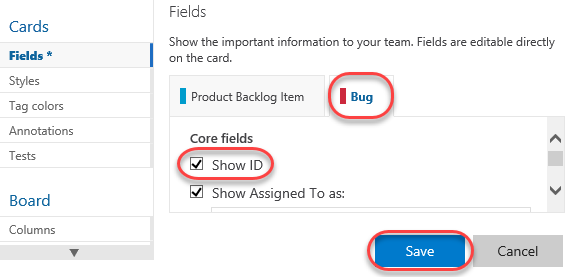 Cards
Fields *
Styles
Tag colors
Annotations
Tests
Board
Columns
Fields
Show the important information to your team. Fields are editable directly
on the card.
Product Backlog Item
Bug
Core fields
Show ID
Show Assigned To as:
Save
Cancel